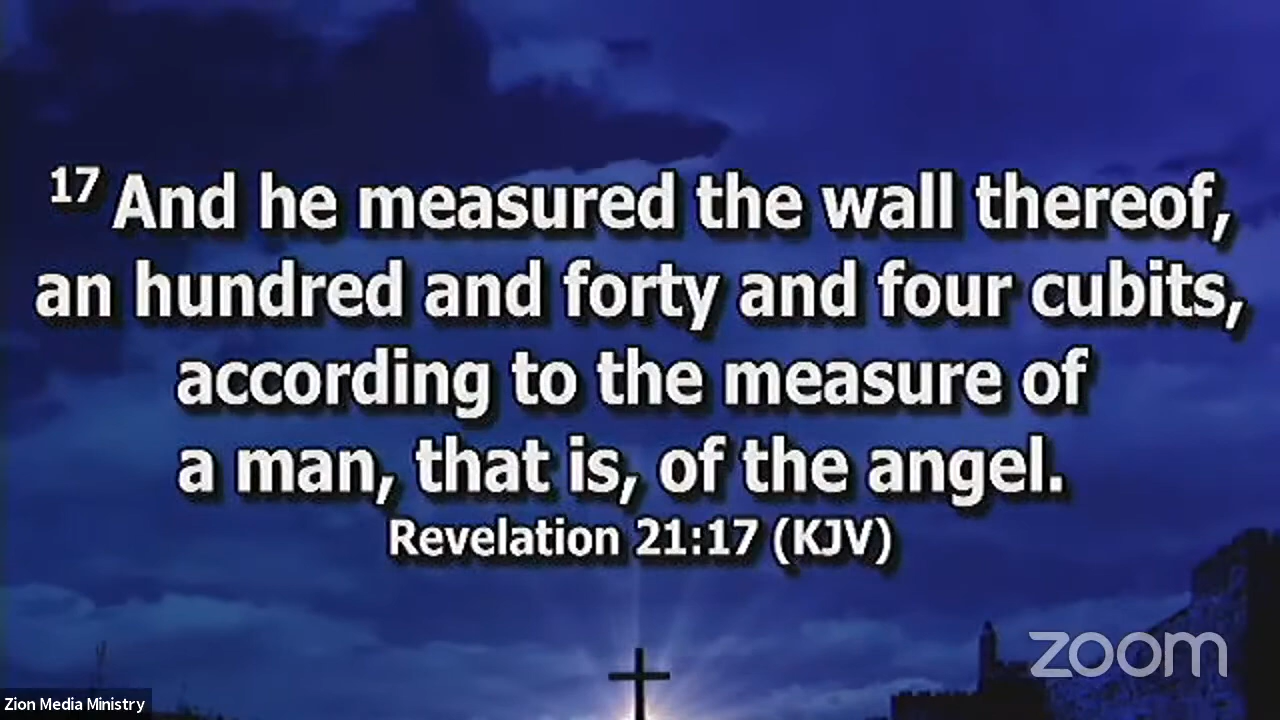 17 And he measured the wall thereof,
an hundred and forty and four cubits,
according to the measure of
a man, that is, of the angel.
Revelation 21:17 (KJV)
zoom
Zion Media Ministry